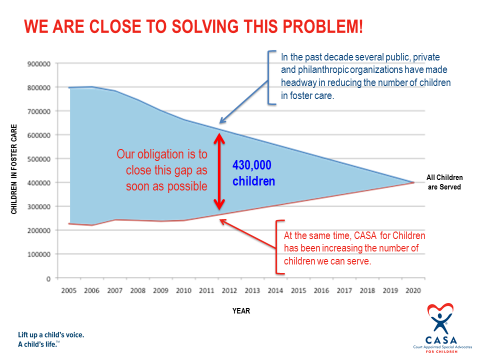 WE ARE CLOSE TO SOLVING THIS PROBLEM!
In the past decade several public, private
and philanthropic organizations have made
headway in reducing the number of children
in foster care.
900000
800000
700000
600000
500000
400000
300000
200000
100000
0
CHILDREN IN FOSTER CARE
Our obligation is to
close this gap as
soon as possible
430,000
children
All Children
are Served
At the same time, CASA for Children
has been increasing the number of
children we can serve.
2005 2006 2007 2008 2009 2010 2011 2012 2013 2014 2015 2016 2017 2018 2019 2020
YEAR
Lift up a child's voice.
A child's life.™
CASA
Court Appointed Special Advocates
FOR CHILDREN